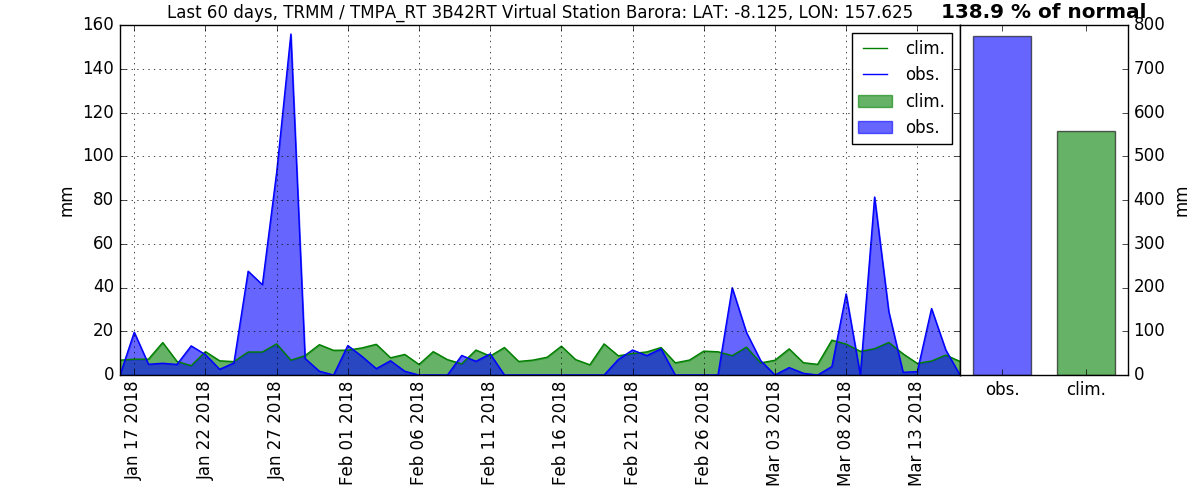 Last 60 days, TRMM / TMPA_RT 3B42RT Virtual Station Barora: LAT: -8.125, LON: 157.625
138.9 % of normal
160
140
120
100
80
60
40
20
0
mm
clim.
obs.
clim.
obs.
800
700
600
500
400
300
200
100
0
mm
obs.
clim.
Jan 17 2018
Jan 22 2018
Jan 27 2018
Feb 01 2018
Feb 06 2018
Feb 11 2018
Feb 16 2018
Feb 21 2018
Feb 26 2018
Mar 03 2018
Mar 08 2018
Mar 13 2018